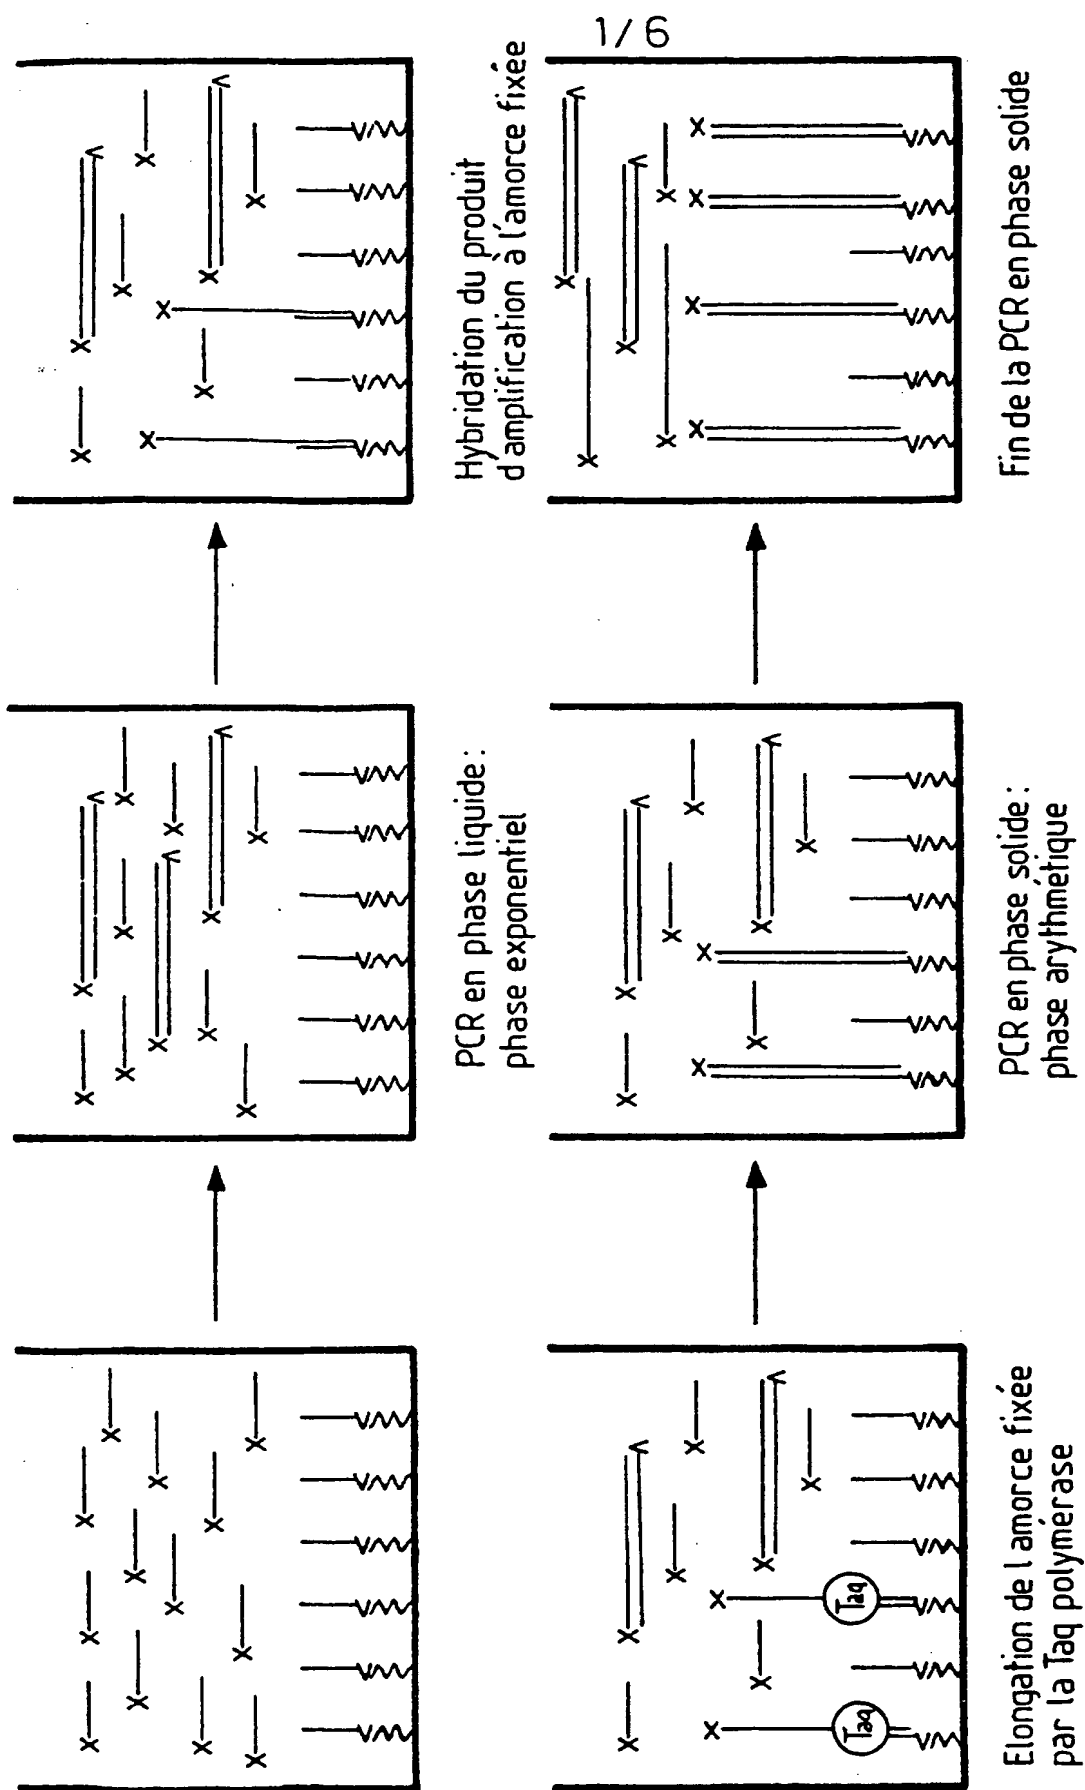 1/6
PCR en phase liquide:
phase exponentiel
Hybridation du produit
d'amplification à l'amorce fixée
Taq
Taq
Elongation de l amorce fixée
par la Taq polymérase
PCR en phase solide:
phase arythmétique
Fin de la PCR en phase solide